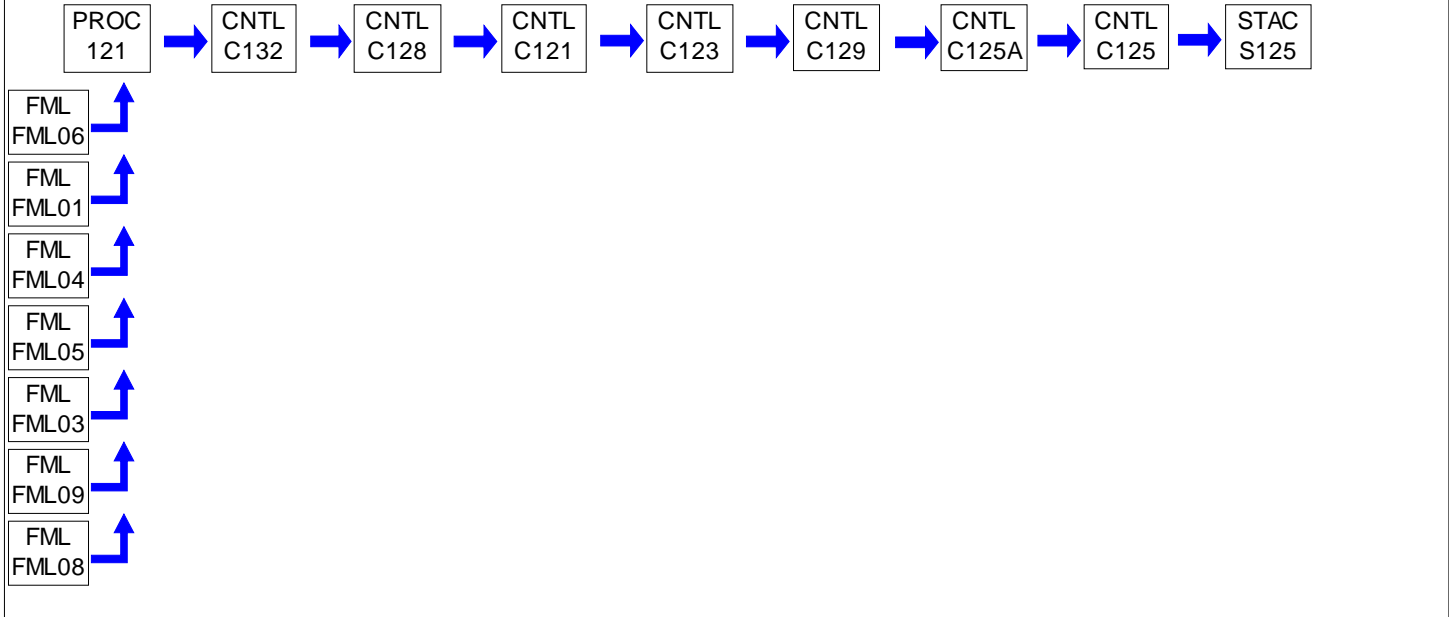 PROC
121
CNTL
C132
CNTL
C128
CNTL
C121
CNTL
C123
CNTL
C129
CNTL
C125A
CNTL
C125
STAC
S125
FML
FML06
FML
FML01
FML
FML04
FML
FML05
FML
FML03
FML
FML09
FML
FML08